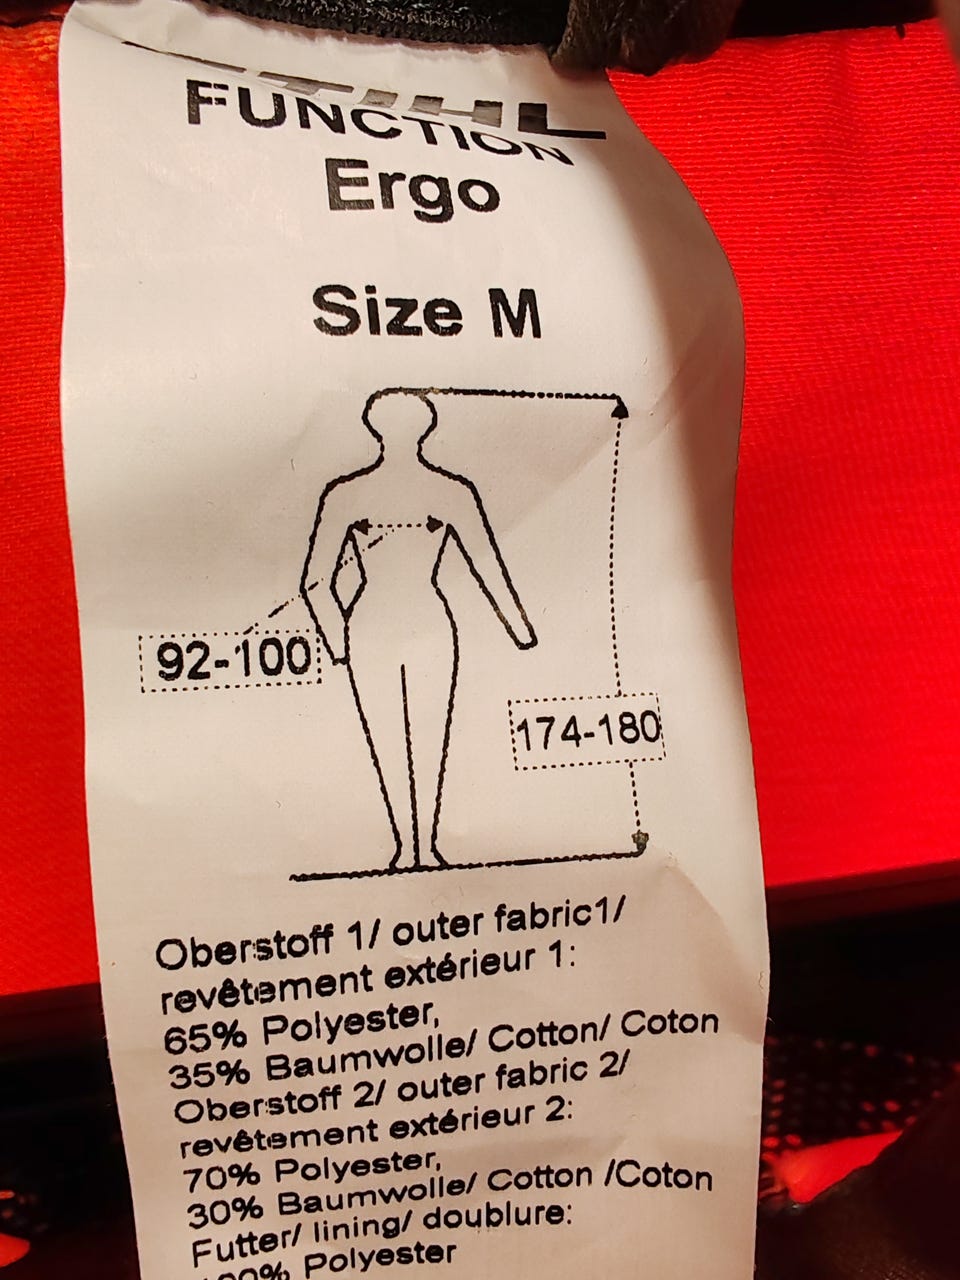 STIHL
FUNCTION
Ergo
Size M
92-100
174-180
Oberstoff 1/ outer fabric1/
revêtement extérieur 1:
65% Polyester,
35% Baumwolle/ Cotton/ Coton
Oberstoff 2/ outer fabric 2/
revêtement extérieur 2:
70% Polyester,
30% Baumwolle/ Cotton /Coton
Futter/ lining/ doublure:
100% Polyester